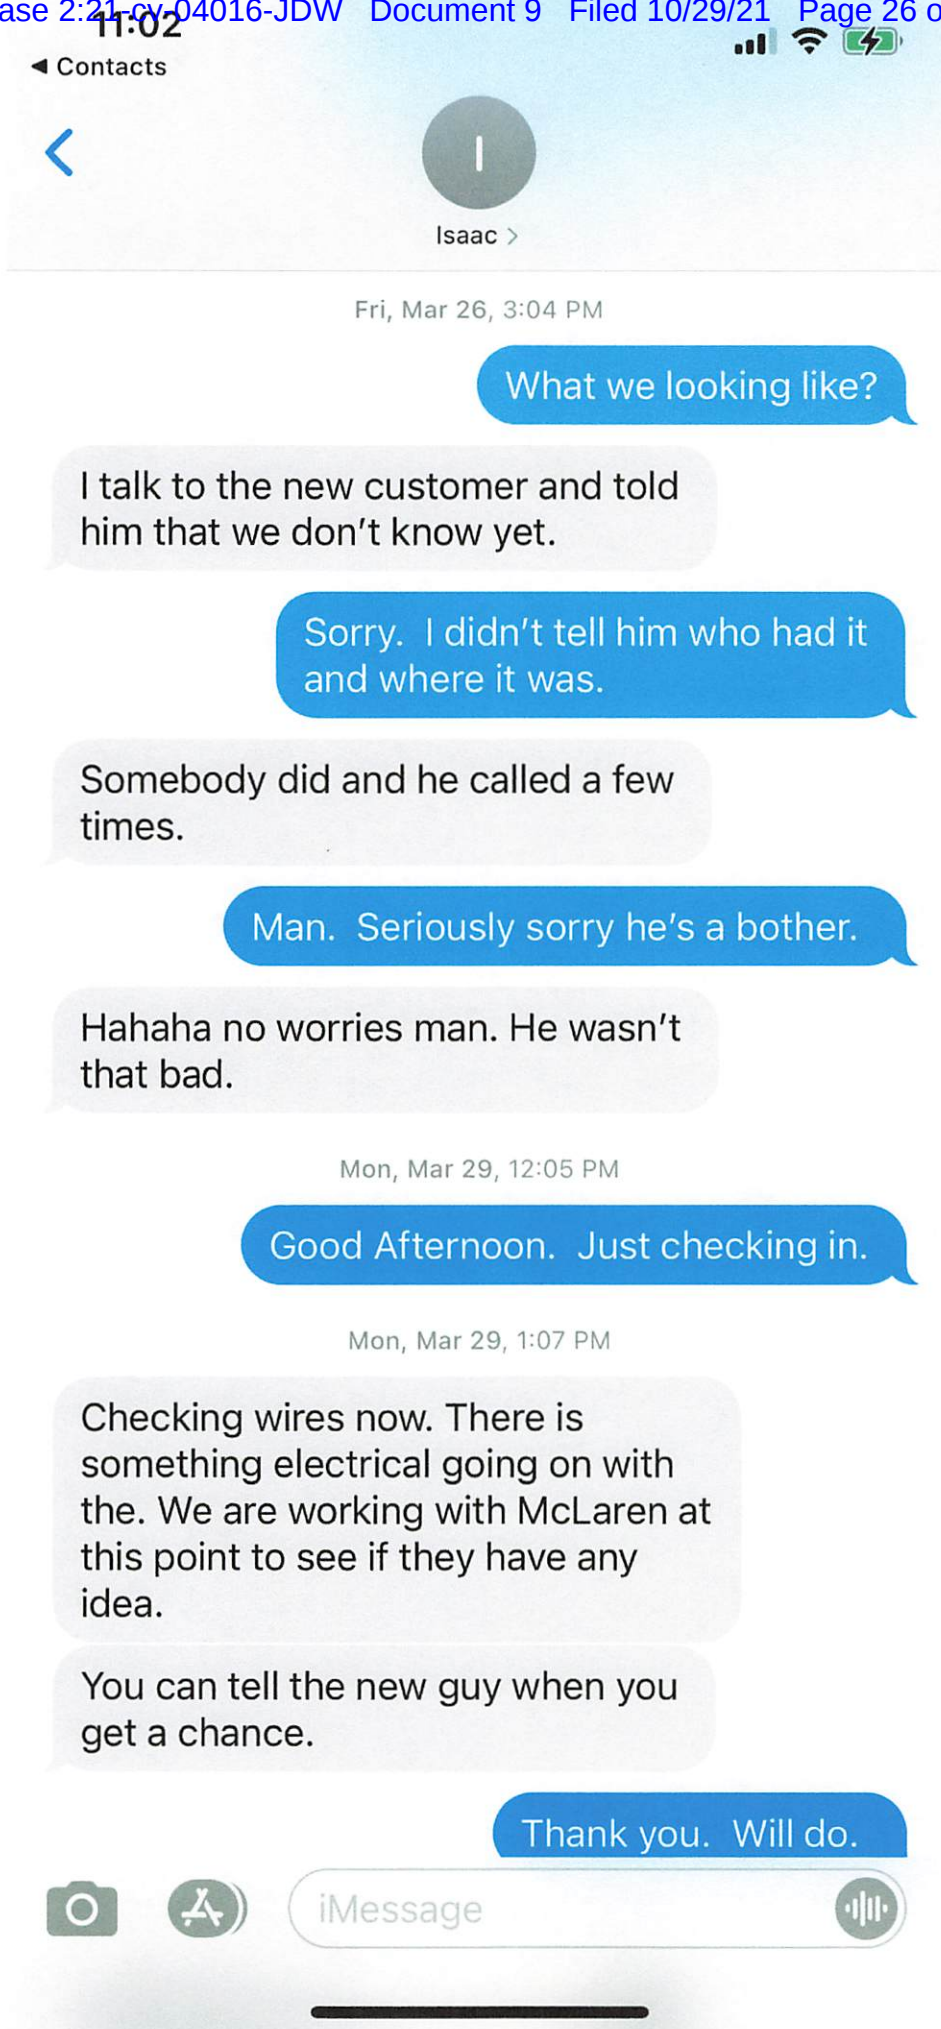 ase 2:21-cv-04016-JDW Document 9 Filed 10/29/21 Page 26 o
11:02
◀ Contacts
I
Isaac >
Fri, Mar 26, 3:04 PM
What we looking like?
I talk to the new customer and told
him that we don't know yet.
Sorry.  I didn't tell him who had it
and where it was.
Somebody did and he called a few
times.
Man.  Seriously sorry he's a bother.
Hahaha no worries man. He wasn't
that bad.
Mon, Mar 29, 12:05 PM
Good Afternoon.  Just checking in.
Mon, Mar 29, 1:07 PM
Checking wires now. There is
something electrical going on with
the. We are working with McLaren at
this point to see if they have any
idea.
You can tell the new guy when you
get a chance.
Thank you.  Will do.
iMessage